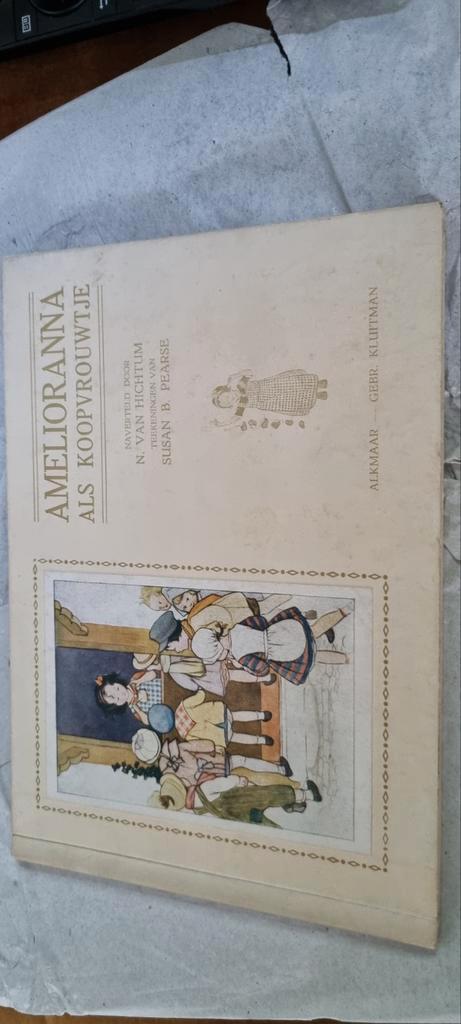 AMELIORANNA
ALS KOOPVROUWTJE
NAVERTELD DOOR
N. VAN HICHTUM
TEEKENINGEN VAN
SUSAN B. PEARSE
ALKMAAR — GEBR. KLUITMAN